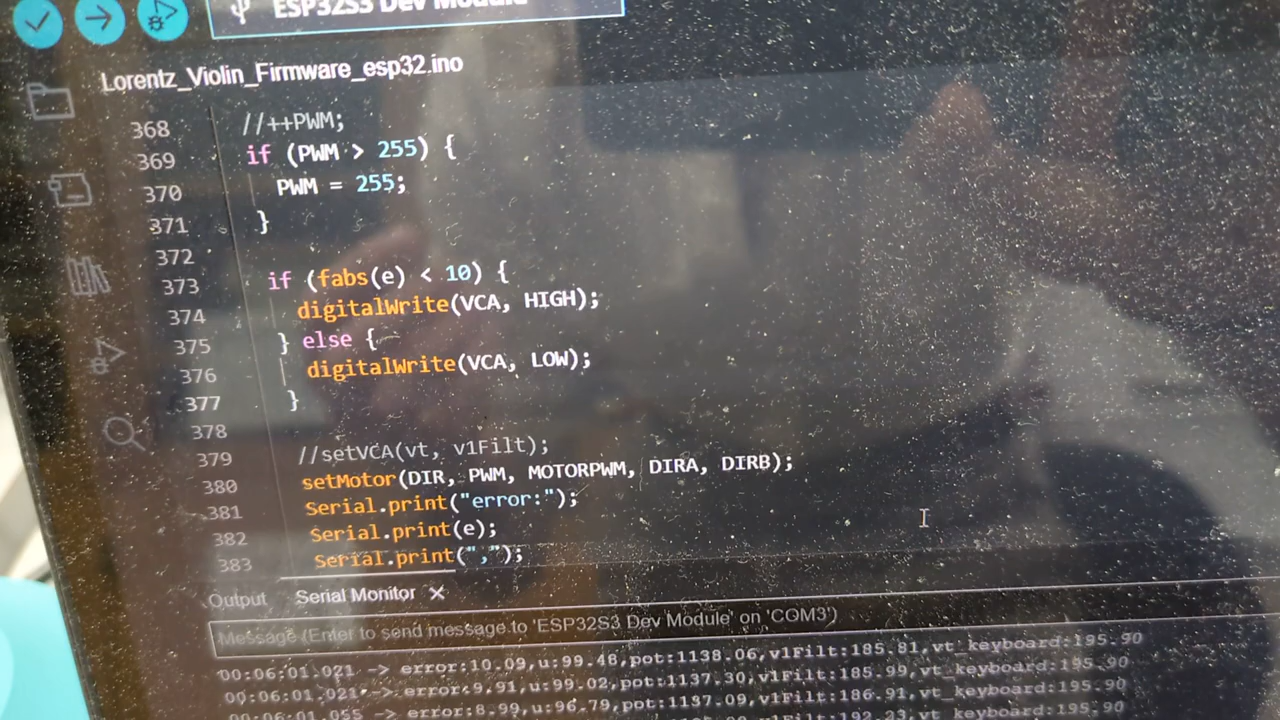 ESP32S3 Dev Module
Lorentz_Violin_Firmware_esp32.ino
368 //++PWM;
369 if (PWM > 255) {
370 PWM = 255;
371 }
372
373 if (fabs(e) < 10) {
374 digitalWrite(VCA, HIGH);
375 } else {
376 digitalWrite(VCA, LOW);
377 }
378
379 //setVCA(vt, v1Filt);
380 setMotor(DIR, PWM, MOTORPWM, DIRA, DIRB);
381 Serial.print("error:");
382 Serial.print(e);
383 Serial.print(",");
Output Serial Monitor ×
Message (Enter to send message to 'ESP32S3 Dev Module' on 'COM3')
00:06:01.021 -> error:10.09,u:99.48,pot:1138.06,v1Filt:185.81,vt_keyboard:195.90
00:06:01.021 -> error:9.91,u:99.02,pot:1137.30,v1Filt:185.99,vt_keyboard:195.90
00:06:01.055 -> error:8.99,u:96.79,pot:1137.09,v1Filt:186.91,vt_keyboard:195.90
192.23,vt_keyboard:195.90